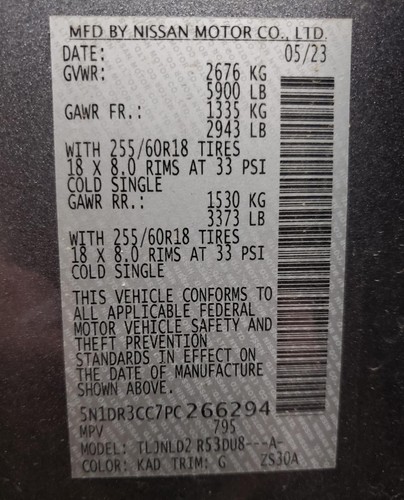 MFD BY NISSAN MOTOR CO., LTD.
DATE: 05/23
GVWR: 2676 KG
5900 LB
GAWR FR.: 1335 KG
2943 LB
WITH 255/60R18 TIRES
18 X 8.0 RIMS AT 33 PSI
COLD SINGLE
GAWR RR.: 1530 KG
3373 LB
WITH 255/60R18 TIRES
18 X 8.0 RIMS AT 33 PSI
COLD SINGLE
THIS VEHICLE CONFORMS TO
ALL APPLICABLE FEDERAL
MOTOR VEHICLE SAFETY AND
THEFT PREVENTION
STANDARDS IN EFFECT ON
THE DATE OF MANUFACTURE
SHOWN ABOVE.
5N1DR3CC7PC266294
MPV 795
MODEL: TLJNLD2 R53DU8---A-
COLOR: KAD TRIM: G ZS30A